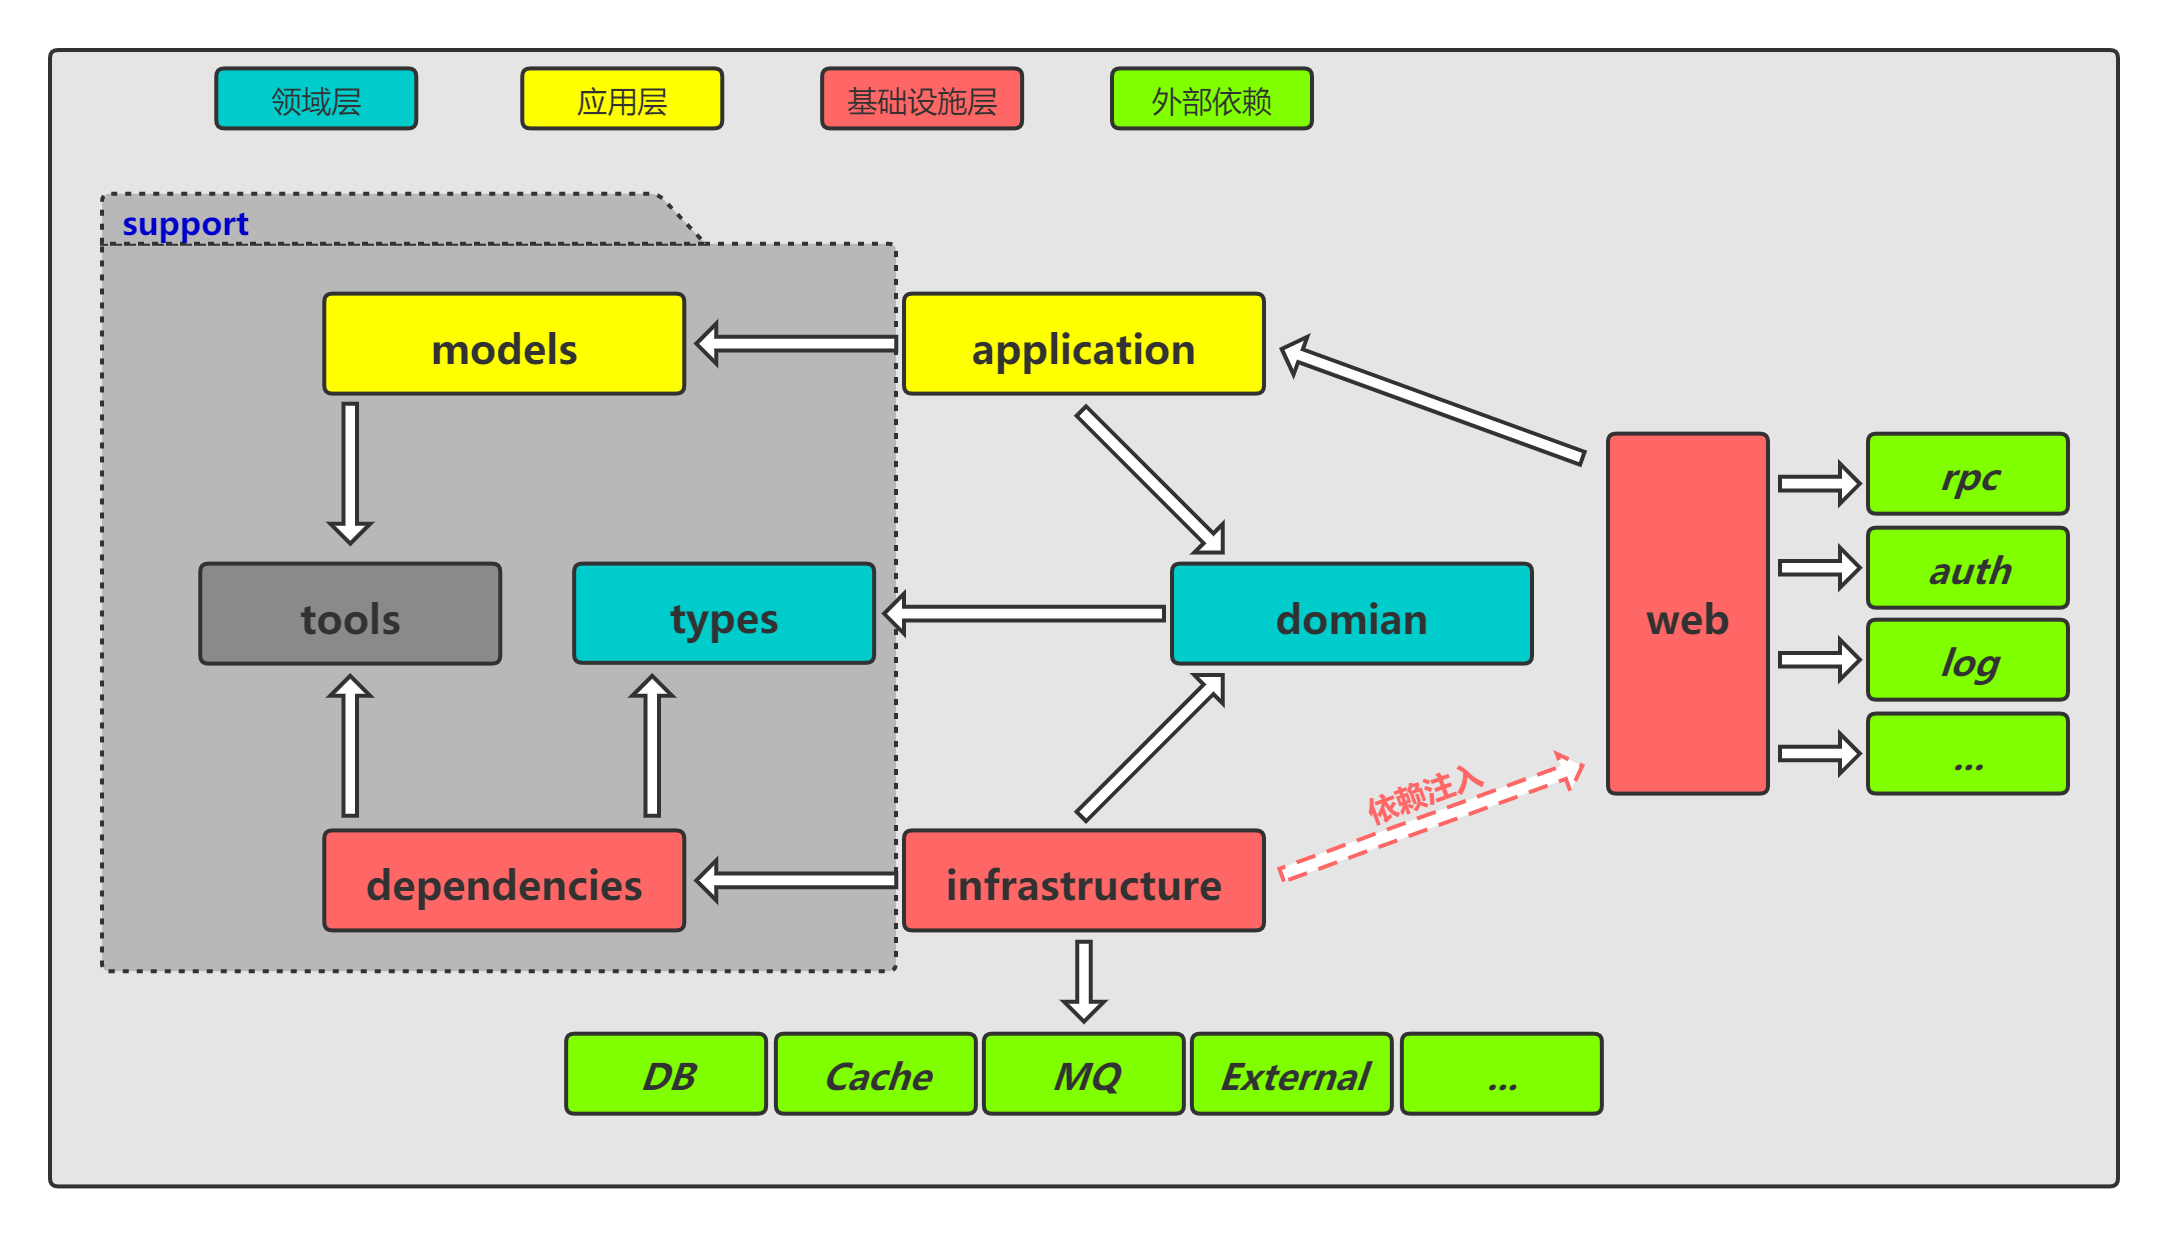 领域层
应用层
基础设施层
外部依赖
support
models
application
rpc
auth
tools
types
domian
web
log
...
依赖注入
dependencies
infrastructure
DB
Cache
MQ
External
...